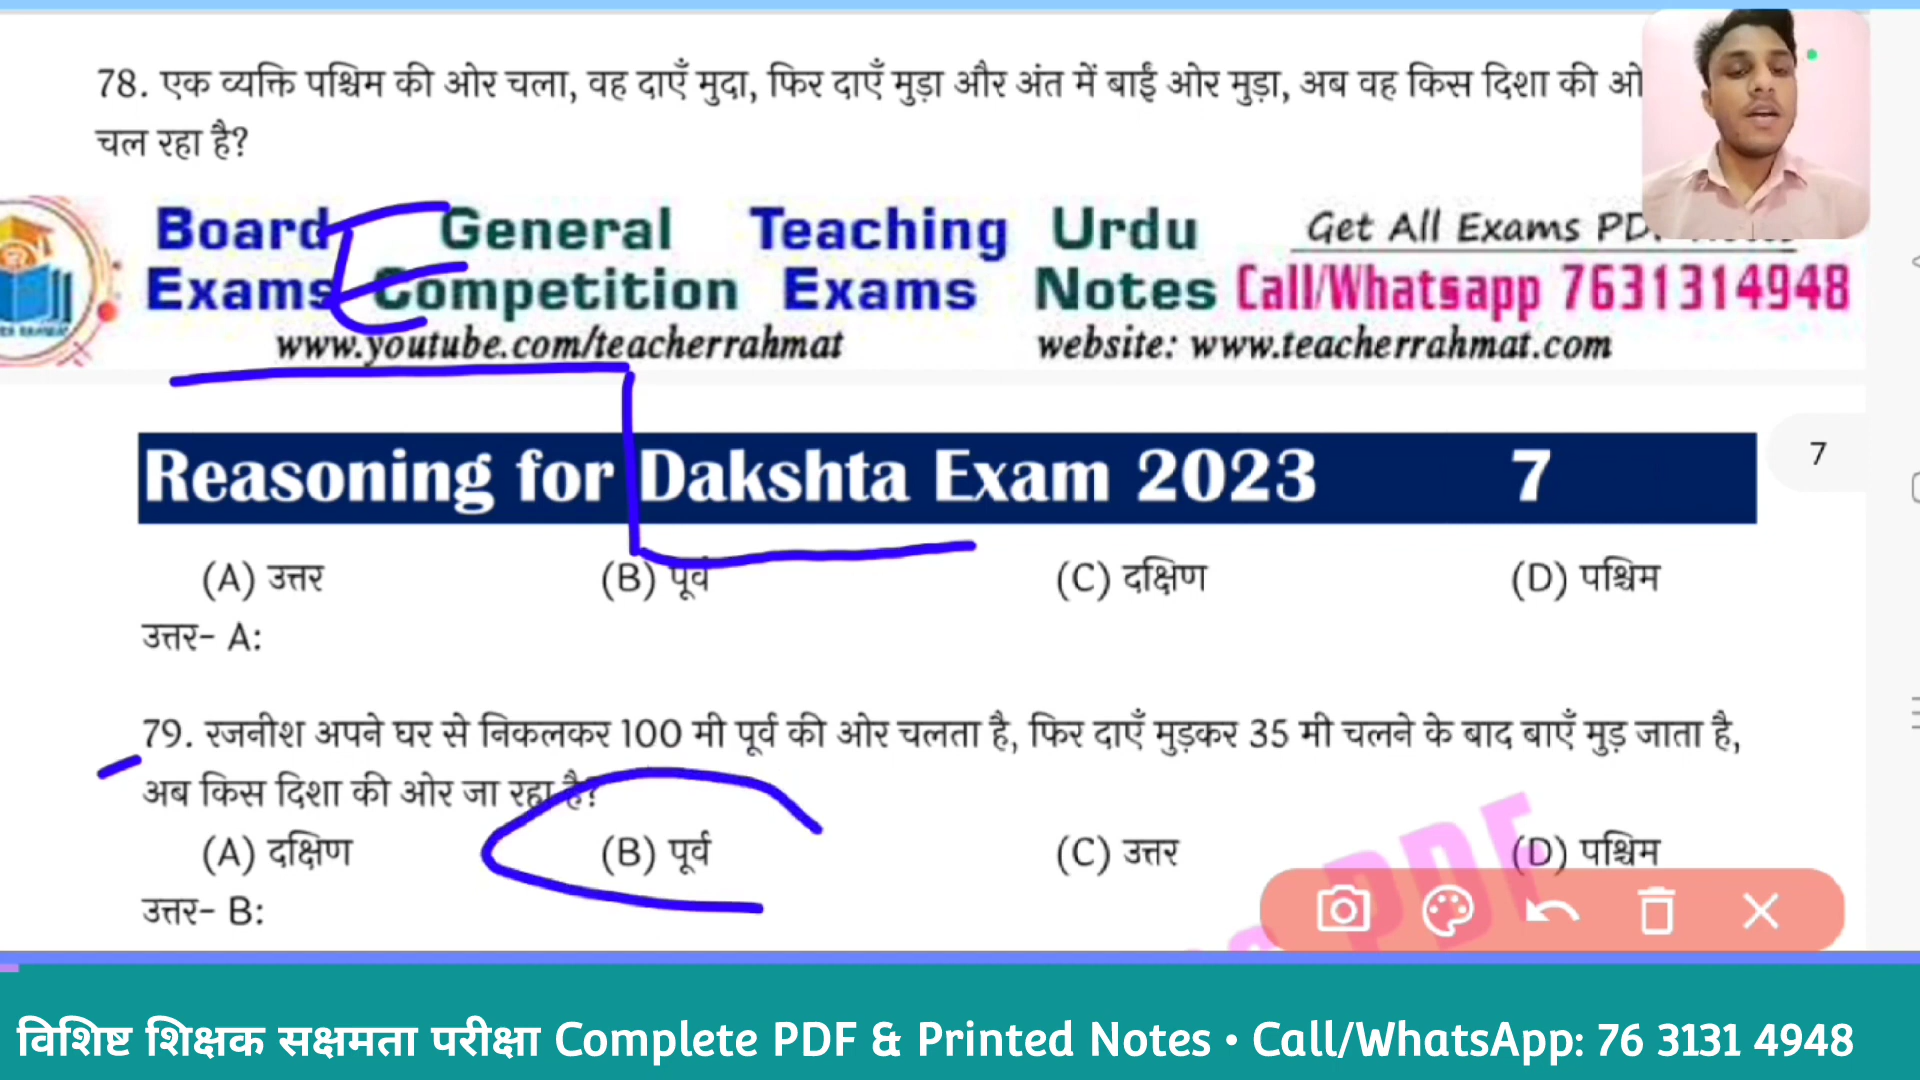 78. एक व्यक्ति पश्चिम की ओर चला, वह दाएँ मुदा, फिर दाएँ मुड़ा और अंत में बाईं ओर मुड़ा, अब वह किस दिशा की ओ
चल रहा है?
Board General Teaching Urdu Get All Exams
Exams Competition Exams Notes Call/Whatsapp 7631314948
www.youtube.com/teacherrahmat website: www.teacherrahmat.com
E
Reasoning for Dakshta Exam 2023 7
7
(A) उत्तर (B) पूर्व (C) दक्षिण (D) पश्चिम
उत्तर- A:
79. रजनीश अपने घर से निकलकर 100 मी पूर्व की ओर चलता है, फिर दाएँ मुड़कर 35 मी चलने के बाद बाएँ मुड़ जाता है,
अब किस दिशा की ओर जा रहा है?
(A) दक्षिण (B) पूर्व (C) उत्तर (D) पश्चिम
उत्तर- B:
PDF
विशिष्ट शिक्षक सक्षमता परीक्षा Complete PDF & Printed Notes • Call/WhatsApp: 76 3131 4948